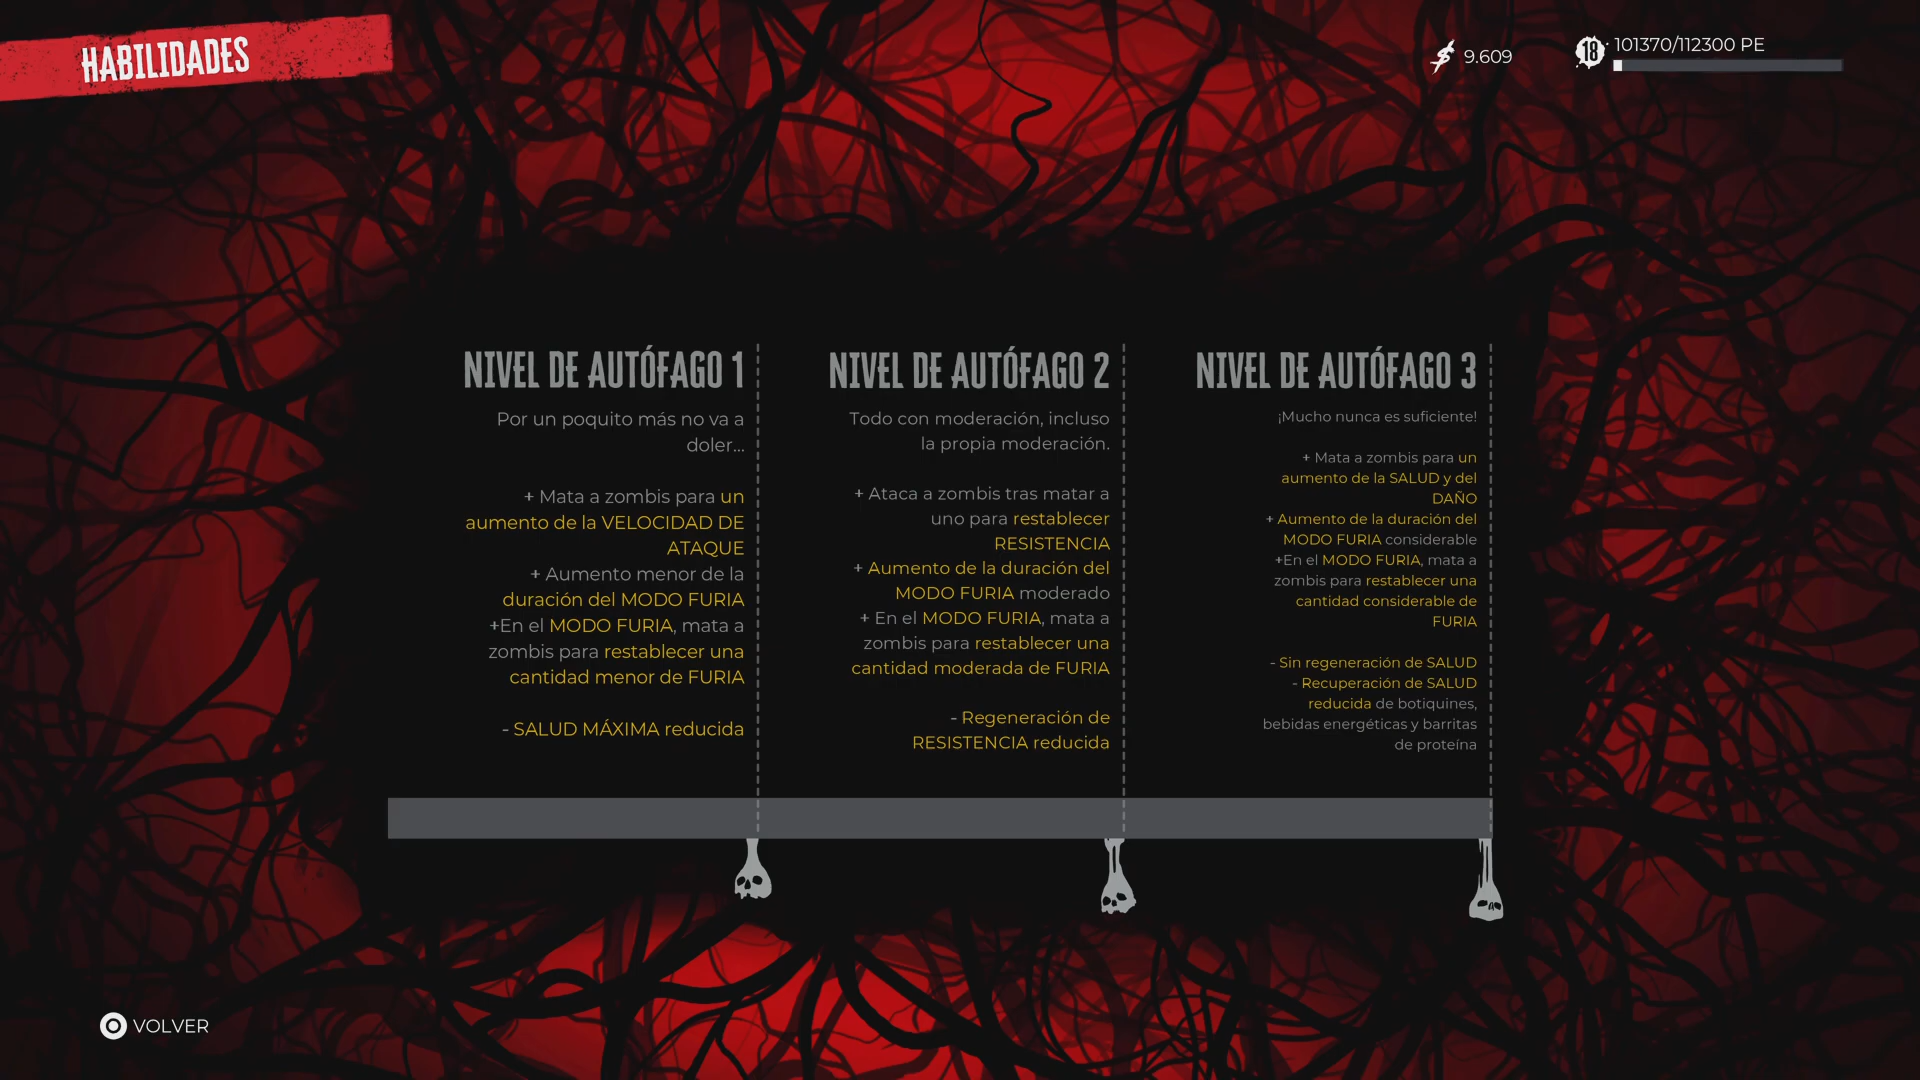 HABILIDADES
9.609
18
101370/112300 PE
NIVEL DE AUTÓFAGO 1
Por un poquito más no va a
doler...
+ Mata a zombis para un
aumento de la VELOCIDAD DE
ATAQUE
+ Aumento menor de la
duración del MODO FURIA
+En el MODO FURIA, mata a
zombis para restablecer una
cantidad menor de FURIA
- SALUD MÁXIMA reducida
NIVEL DE AUTÓFAGO 2
Todo con moderación, incluso
la propia moderación.
+ Ataca a zombis tras matar a
uno para restablecer
RESISTENCIA
+ Aumento de la duración del
MODO FURIA moderado
+ En el MODO FURIA, mata a
zombis para restablecer una
cantidad moderada de FURIA
- Regeneración de
RESISTENCIA reducida
NIVEL DE AUTÓFAGO 3
¡Mucho nunca es suficiente!
+ Mata a zombis para un
aumento de la SALUD y del
DAÑO
+ Aumento de la duración del
MODO FURIA considerable
+En el MODO FURIA, mata a
zombis para restablecer una
cantidad considerable de
FURIA
- Sin regeneración de SALUD
- Recuperación de SALUD
reducida de botiquines,
bebidas energéticas y barritas
de proteína
VOLVER